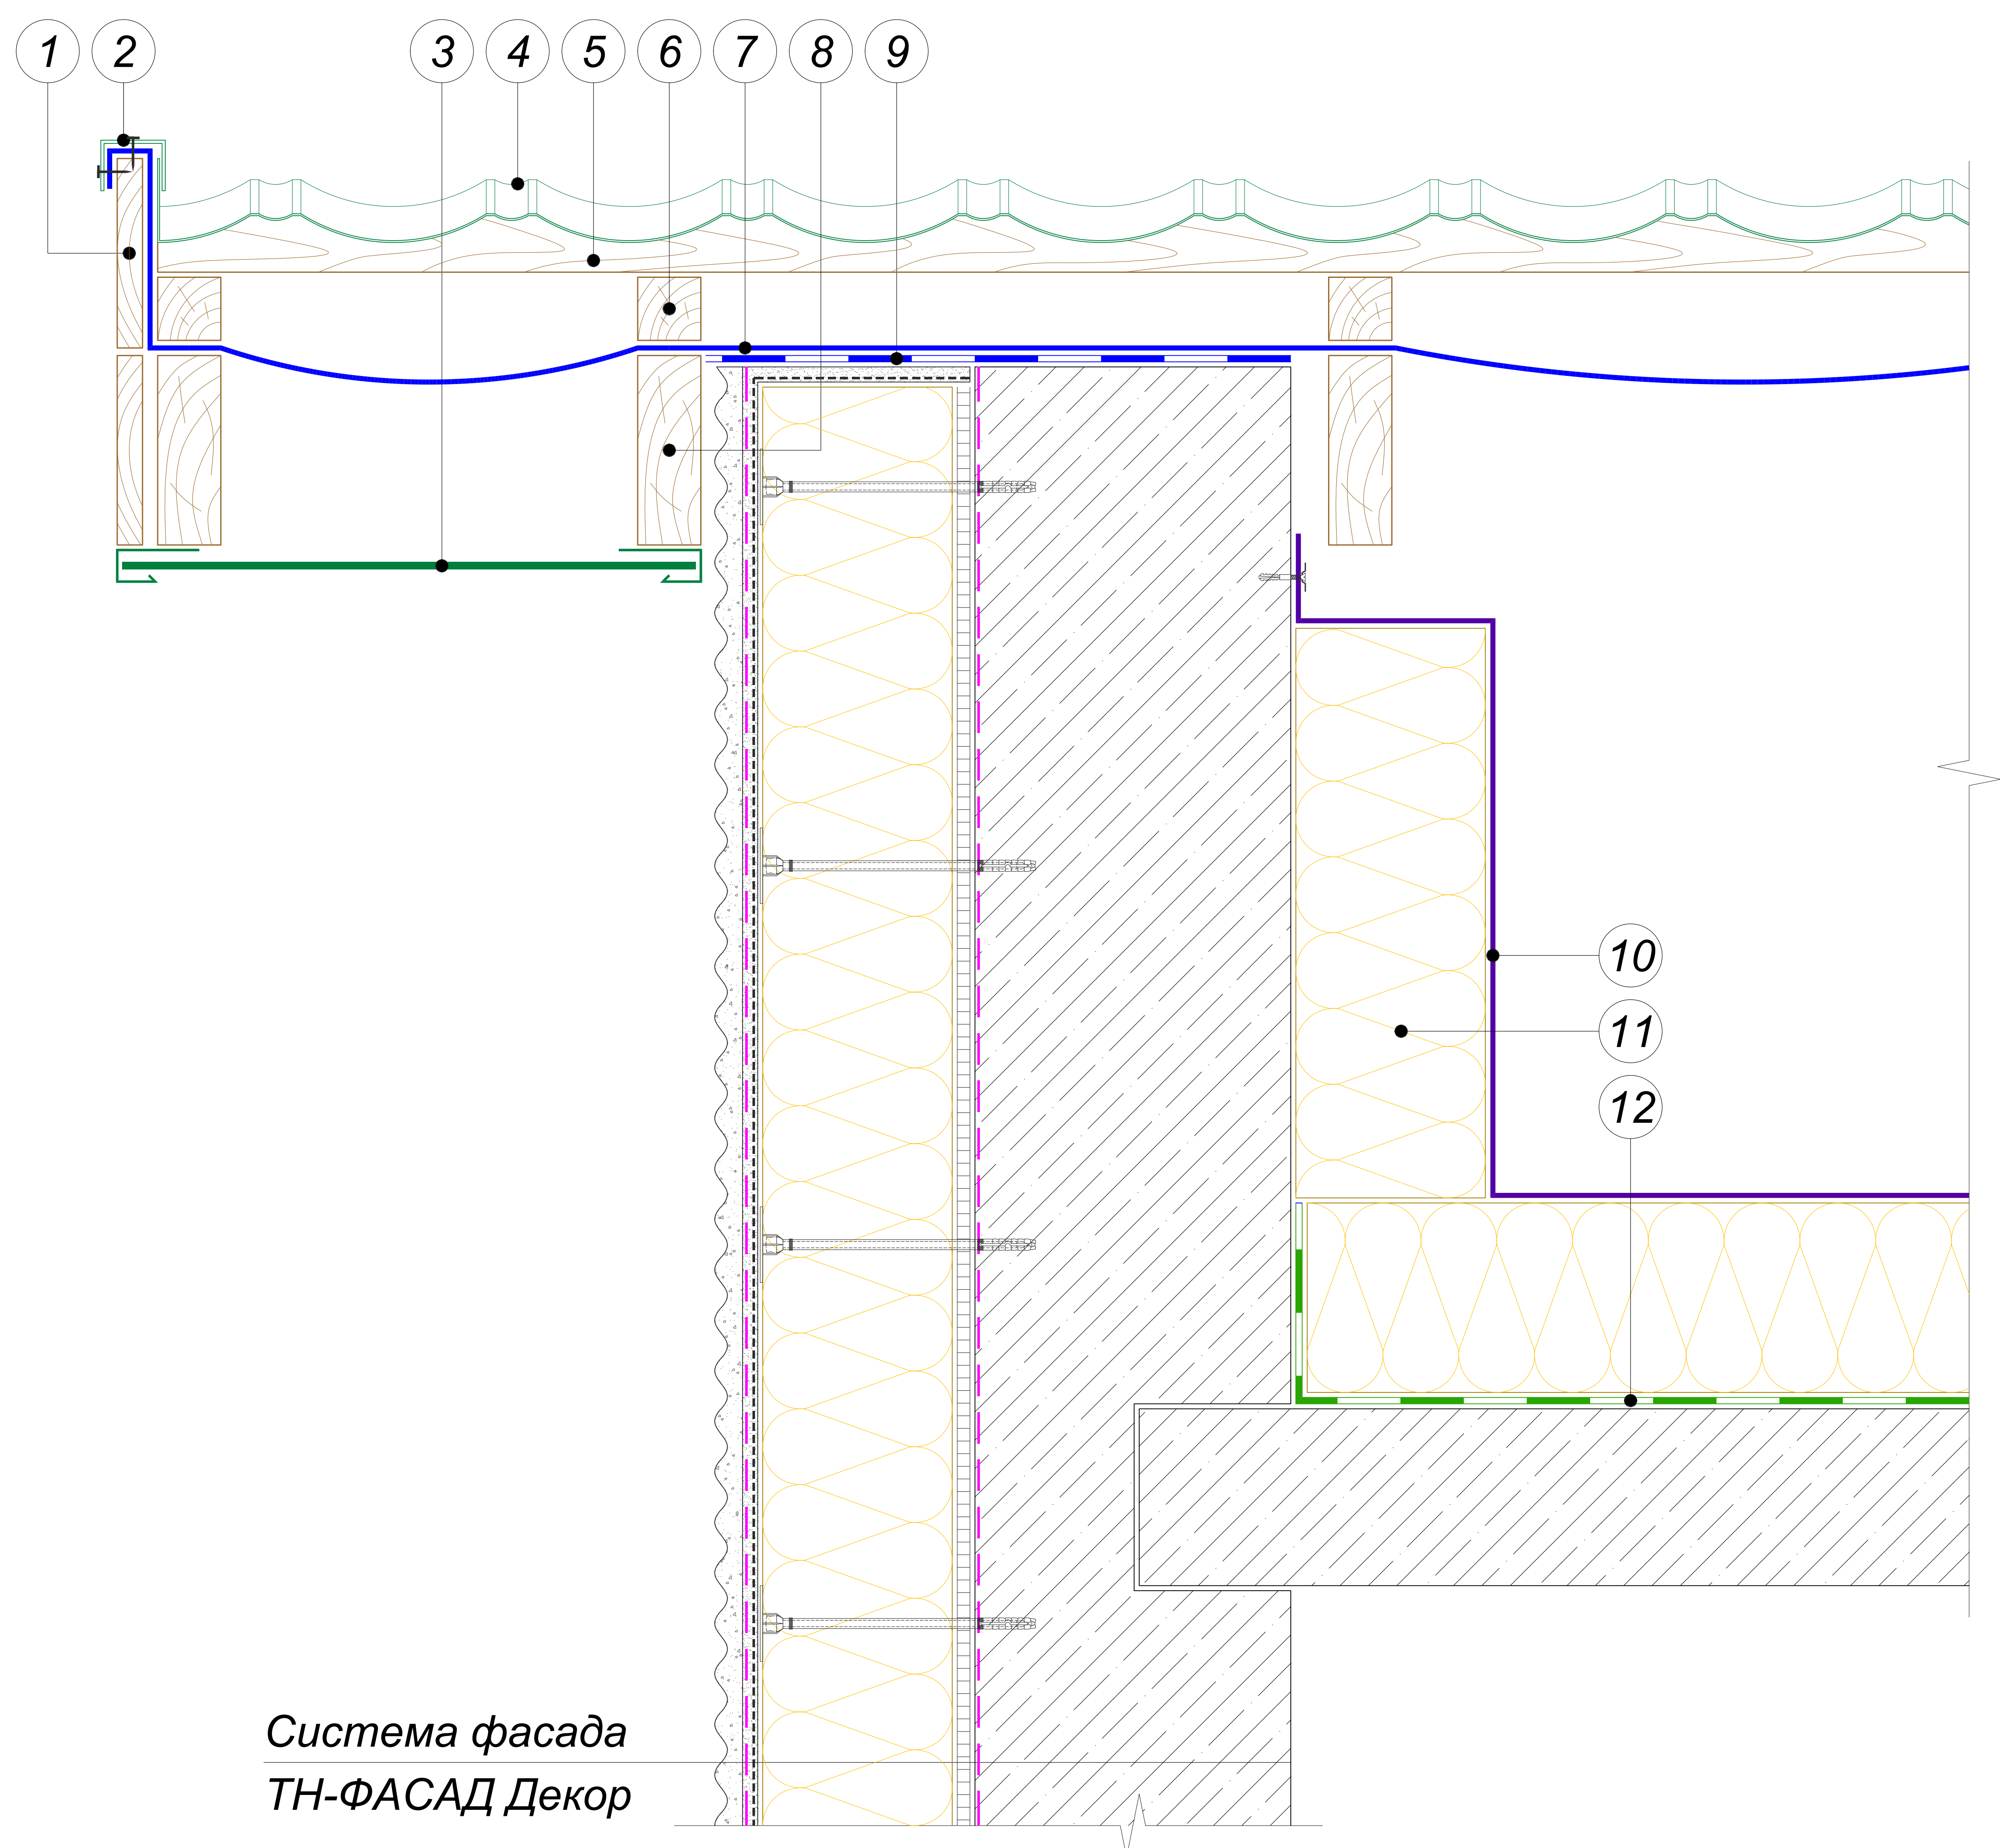 1 2 3 4 5 6 7 8 9
10
11
12
Система фасада
ТН-ФАСАД Декор